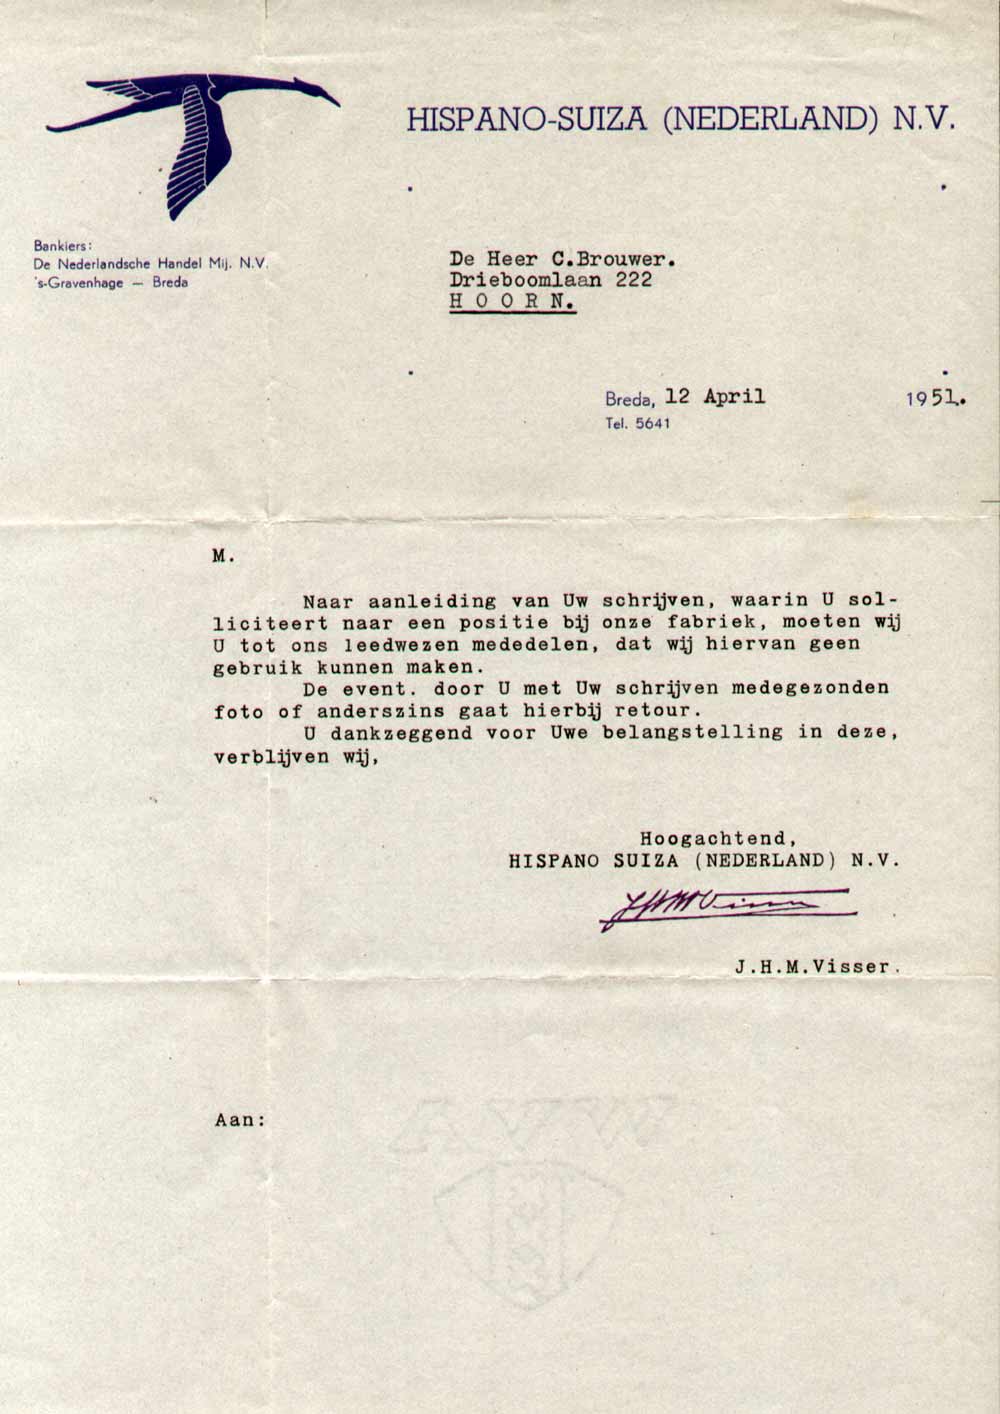 HISPANO-SUIZA (NEDERLAND) N.V.
Bankiers:
De Nederlandsche Handel Mij. N.V.
's-Gravenhage — Breda
De Heer C.Brouwer.
Drieboomlaan 222
H O O R N.
Breda, 12 April 1951.
Tel. 5641
M.
Naar aanleiding van Uw schrijven, waarin U sol-
liciteert naar een positie bij onze fabriek, moeten wij
U tot ons leedwezen mededelen, dat wij hiervan geen
gebruik kunnen maken.
De event. door U met Uw schrijven medegezonden
foto of anderszins gaat hierbij retour.
U dankzeggend voor Uwe belangstelling in deze,
verblijven wij,
Hoogachtend,
HISPANO SUIZA (NEDERLAND) N.V.
JHM Visser
J.H.M.Visser.
Aan: